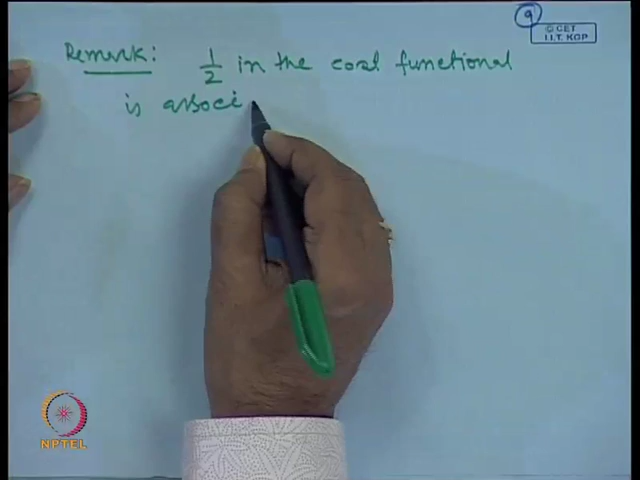 9
© CET
I.I.T. KGP
Remark: 1/2 in the cost functional
is associ
NPTEL